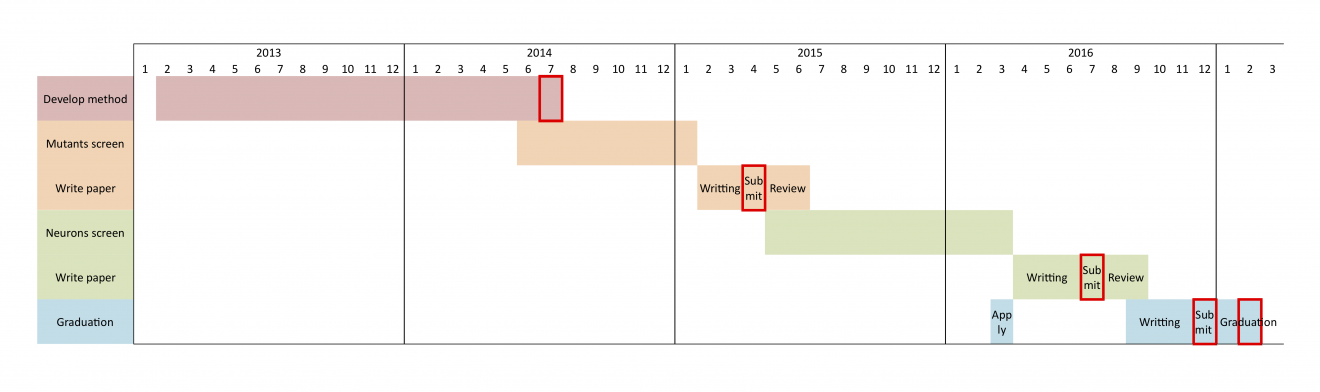 2013 2014 2015 2016
1 2 3 4 5 6 7 8 9 10 11 12 1 2 3 4 5 6 7 8 9 10 11 12 1 2 3 4 5 6 7 8 9 10 11 12 1 2 3 4 5 6 7 8 9 10 11 12 1 2 3
Develop method
Mutants screen
Write paper Writting Sub
mit Review
Neurons screen
Write paper Writting Sub
mit Review
Graduation App
ly Writting Sub
mit Graduation